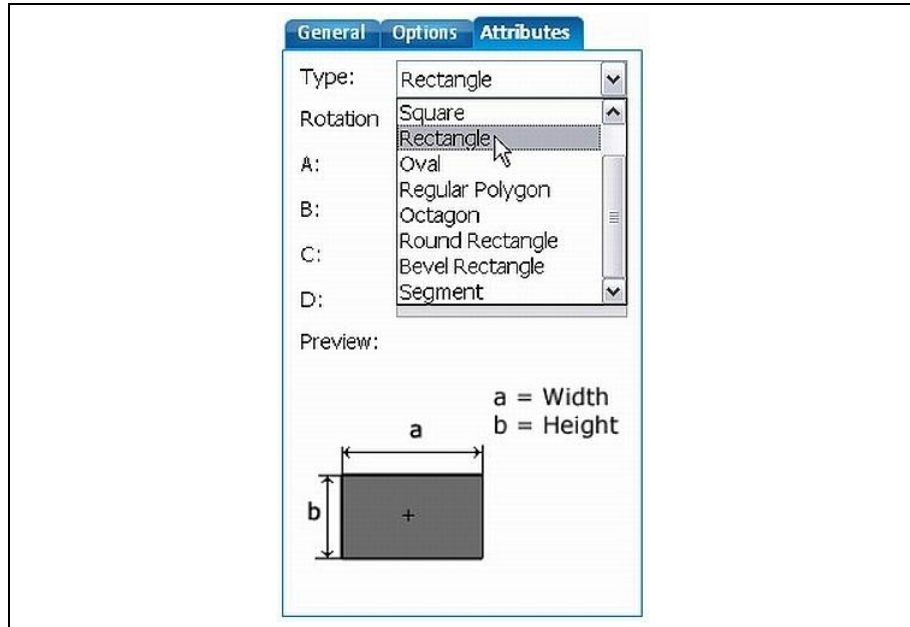 General Options Attributes
Type: Rectangle
Rotation
Square
Rectangle
Oval
Regular Polygon
Octagon
Round Rectangle
Bevel Rectangle
Segment
A:
B:
C:
D:
Preview:
a = Width
b = Height
a
b